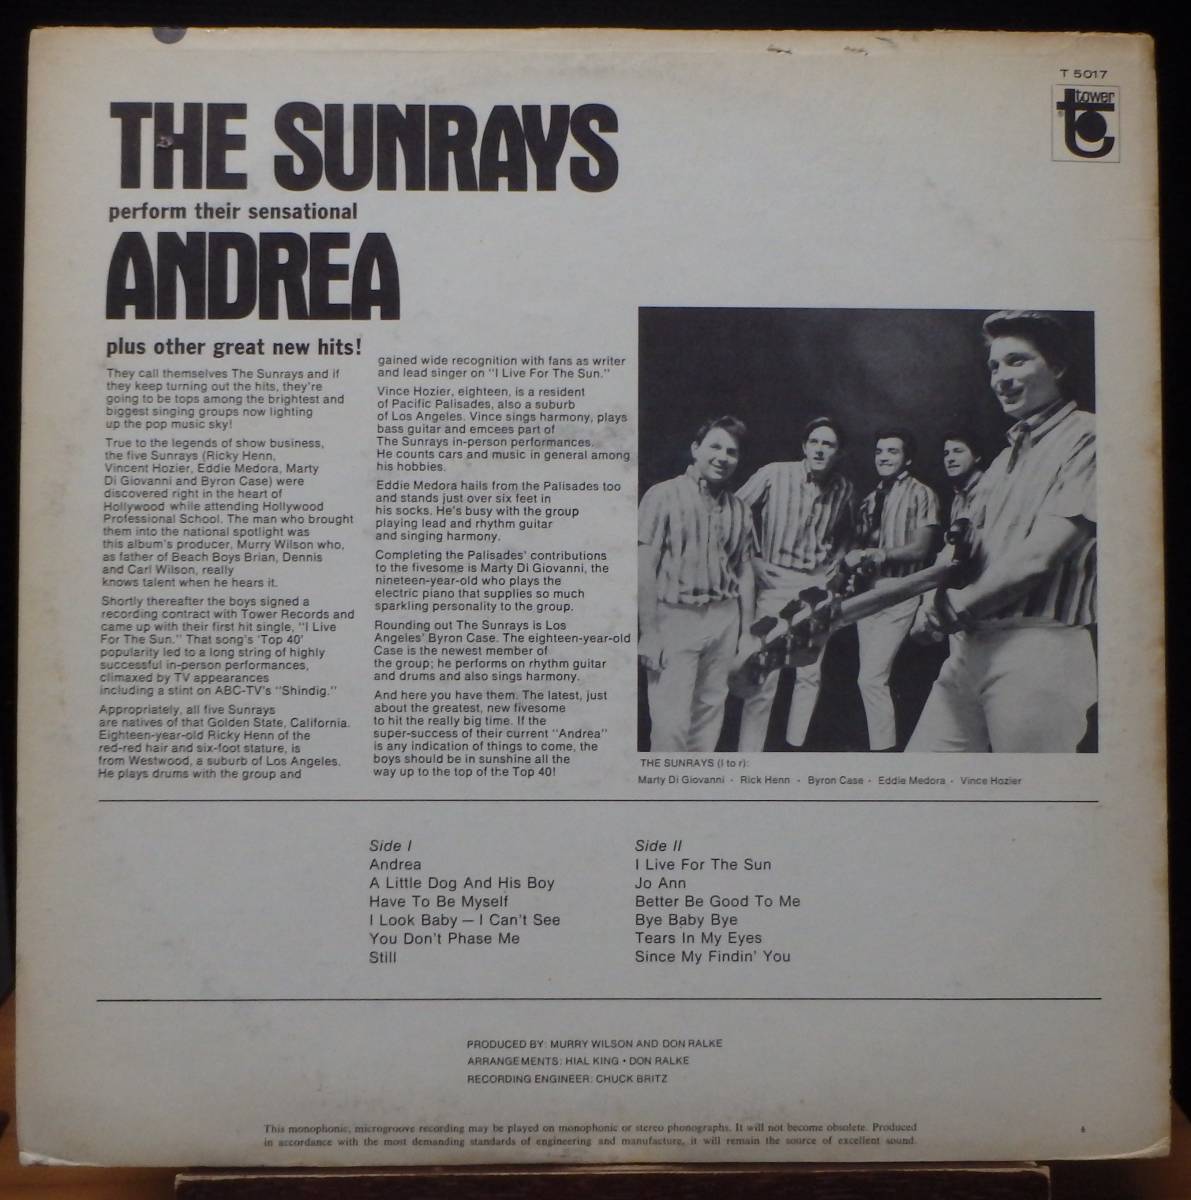 T 5017
tower
THE SUNRAYS
perform their sensational
ANDREA
plus other great new hits!
They call themselves The Sunrays and if
they keep turning out the hits, they're
going to be tops among the brightest and
biggest singing groups now lighting
up the pop music sky!
True to the legends of show business,
the five Sunrays (Ricky Henn,
Vincent Hozier, Eddie Medora, Marty
Di Giovanni and Byron Case) were
discovered right in the heart of
Hollywood while attending Hollywood
Professional School. The man who brought
them into the national spotlight was
this album's producer, Murry Wilson who,
as father of Beach Boys Brian, Dennis
and Carl Wilson, really
knows talent when he hears it.
Shortly thereafter the boys signed a
recording contract with Tower Records and
came up with their first hit single, "I Live
For The Sun." That song's 'Top 40'
popularity led to a long string of highly
successful in-person performances,
climaxed by TV appearances
including a stint on ABC-TV's "Shindig."
Appropriately, all five Sunrays
are natives of that Golden State, California.
Eighteen-year-old Ricky Henn of the
red-red hair and six-foot stature, is
from Westwood, a suburb of Los Angeles.
He plays drums with the group and
gained wide recognition with fans as writer
and lead singer on "I Live For The Sun."
Vince Hozier, eighteen, is a resident
of Pacific Palisades, also a suburb
of Los Angeles. Vince sings harmony, plays
bass guitar and emcees part of
The Sunrays in-person performances.
He counts cars and music in general among
his hobbies.
Eddie Medora hails from the Palisades too
and stands just over six feet in
his socks. He's busy with the group
playing lead and rhythm guitar
and singing harmony.
Completing the Palisades' contributions
to the fivesome is Marty Di Giovanni, the
nineteen-year-old who plays the
electric piano that supplies so much
sparkling personality to the group.
Rounding out The Sunrays is Los
Angeles' Byron Case. The eighteen-year-old
Case is the newest member of
the group; he performs on rhythm guitar
and drums and also sings harmony.
And here you have them. The latest, just
about the greatest, new fivesome
to hit the really big time. If the
super-success of their current "Andrea"
is any indication of things to come, the
boys should be in sunshine all the
way up to the top of the Top 40!
THE SUNRAYS (l to r):
Marty Di Giovanni • Rick Henn • Byron Case • Eddie Medora • Vince Hozier
Side I
Andrea
A Little Dog And His Boy
Have To Be Myself
I Look Baby — I Can't See
You Don't Phase Me
Still
Side II
I Live For The Sun
Jo Ann
Better Be Good To Me
Bye Baby Bye
Tears In My Eyes
Since My Findin' You
PRODUCED BY: MURRY WILSON AND DON RALKE
ARRANGEMENTS: HIAL KING • DON RALKE
RECORDING ENGINEER: CHUCK BRITZ
This monophonic, microgroove recording may be played on monophonic or stereo phonographs. It will not become obsolete. Produced
in accordance with the most demanding standards of engineering and manufacture, it will remain the source of excellent sound.